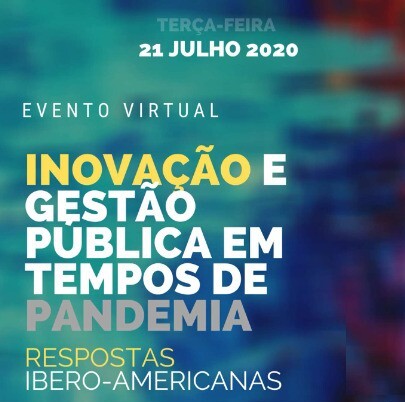 TERÇA-FEIRA
21 JULHO 2020
EVENTO VIRTUAL
INOVAÇÃO E
GESTÃO
PÚBLICA EM
TEMPOS DE
PANDEMIA
RESPOSTAS
IBERO-AMERICANAS